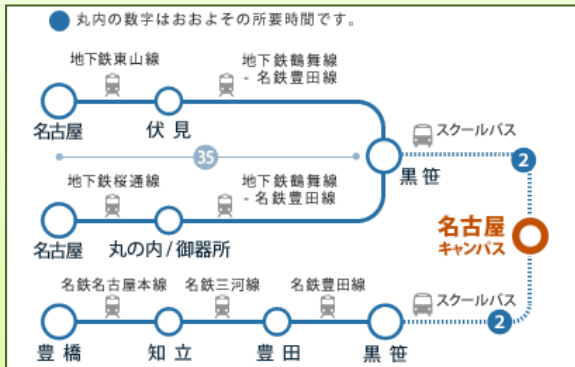 丸内の数字はおおよその所要時間です。
地下鉄東山線
地下鉄鶴舞線
- 名鉄豊田線
名古屋
伏見
スクールバス
2
35
黒笹
地下鉄桜通線
地下鉄鶴舞線
- 名鉄豊田線
名古屋
丸の内/御器所
名古屋
キャンパス
名鉄名古屋本線
名鉄三河線
名鉄豊田線
スクールバス
2
豊橋
知立
豊田
黒笹